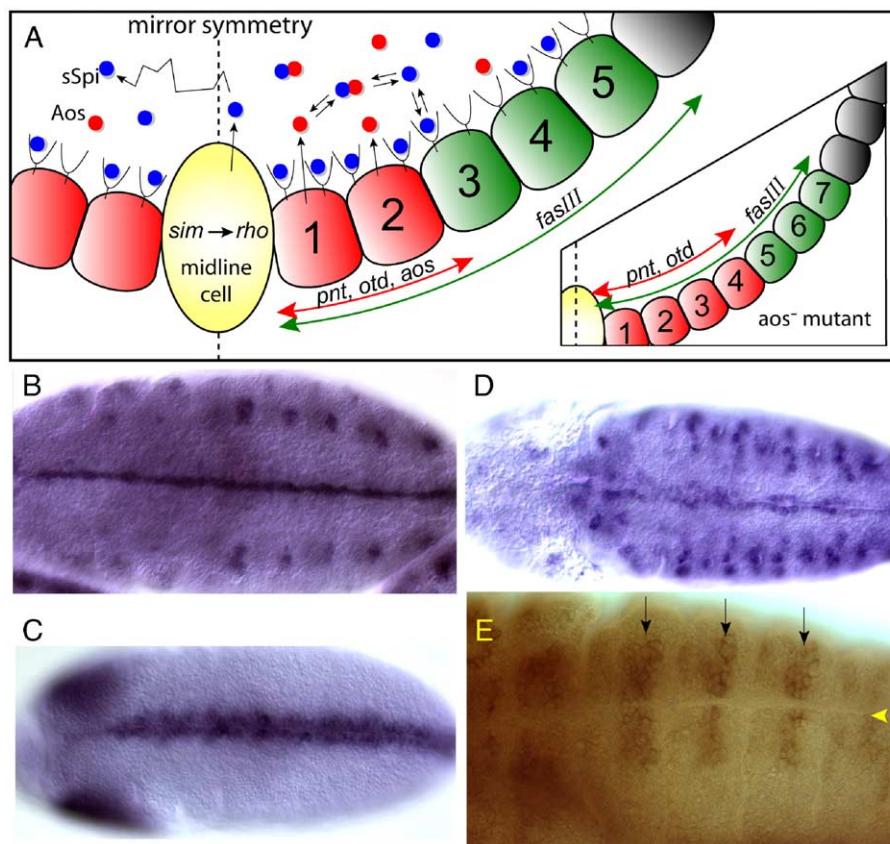 A
mirror symmetry
sSpi
Aos
sim → rho
midline
cell
1
2
3
4
5
pnt, otd, aos
fasIII
pnt, otd
fasIII
1
2
3
4
5
6
7
aos⁻ mutant
B
D
C
E